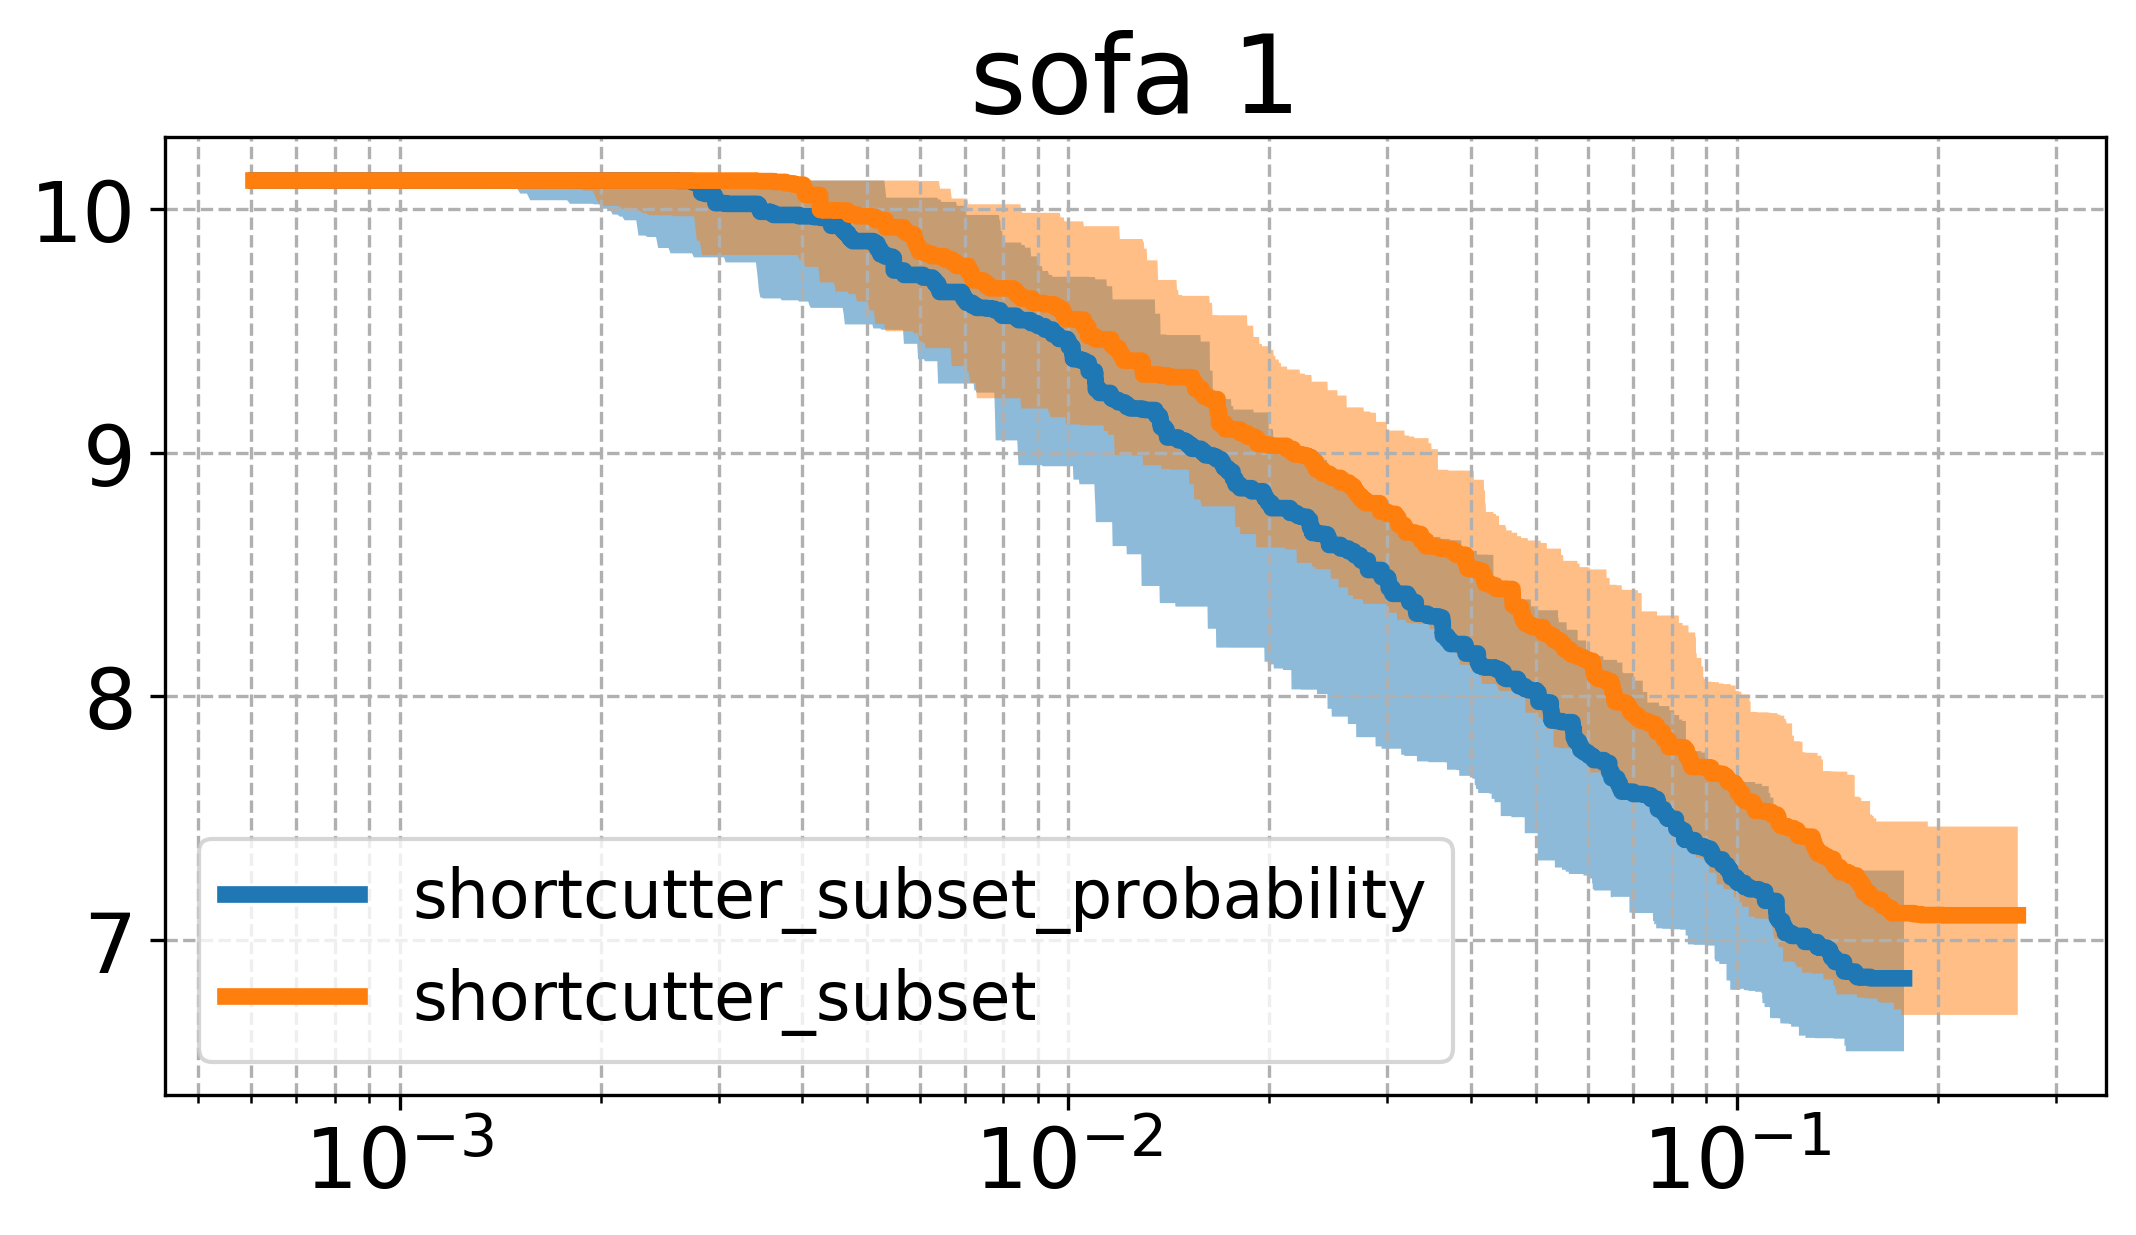 sofa 1
10
9
8
7
shortcutter_subset_probability
shortcutter_subset
10⁻³ 10⁻² 10⁻¹